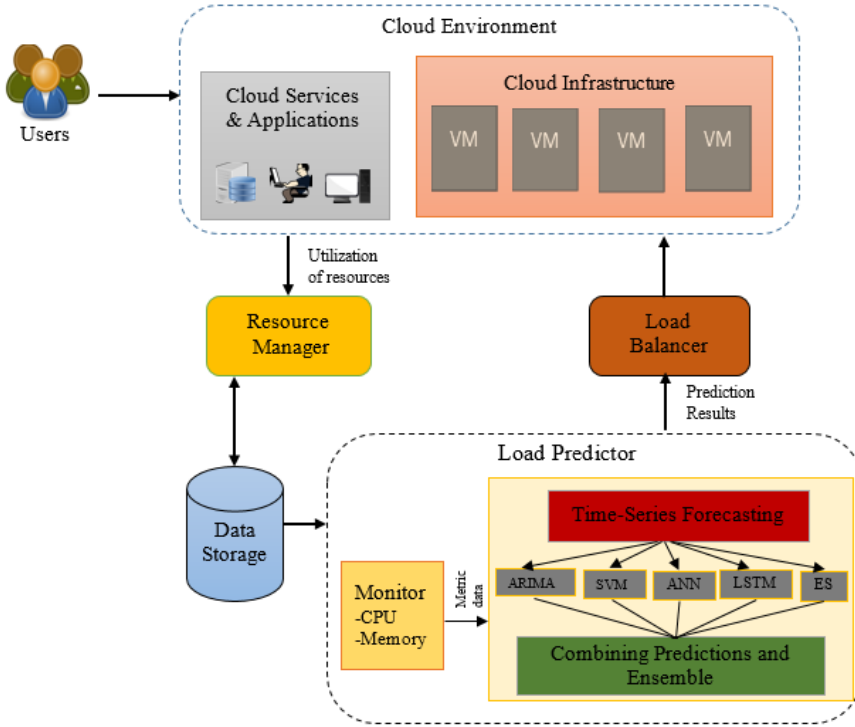 Cloud Environment
Users
Cloud Services
& Applications
Cloud Infrastructure
VM
VM
VM
VM
Utilization
of resources
Resource
Manager
Load
Balancer
Prediction
Results
Load Predictor
Data
Storage
Time-Series Forecasting
ARIMA
SVM
ANN
LSTM
ES
Monitor
-CPU
-Memory
Metric
data
Combining Predictions and
Ensemble